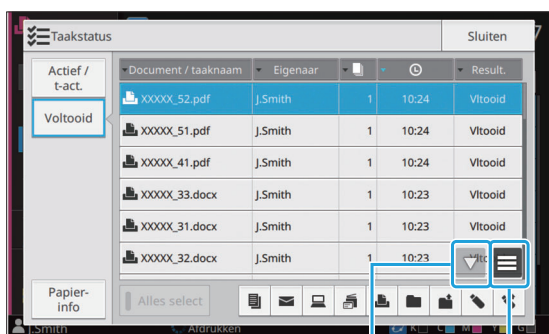 Taakstatus
Sluiten
Actief /
t-act.
Voltooid
Papier-
info
Document / taaknaam Eigenaar Result.
XXXXX_52.pdf J.Smith 1 10:24 Vltooid
XXXXX_51.pdf J.Smith 1 10:24 Vltooid
XXXXX_41.pdf J.Smith 1 10:24 Vltooid
XXXXX_33.docx J.Smith 1 10:23 Vltooid
XXXXX_31.docx J.Smith 1 10:23 Vltooid
XXXXX_32.docx J.Smith 1 10:23
Alles select
J.Smith Afdrukken K C M Y G